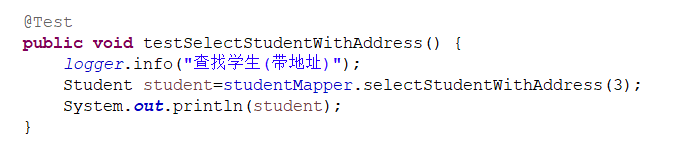 @Test
public void testSelectStudentWithAddress() {
    logger.info("查找学生(带地址)");
    Student student=studentMapper.selectStudentWithAddress(3);
    System.out.println(student);
}